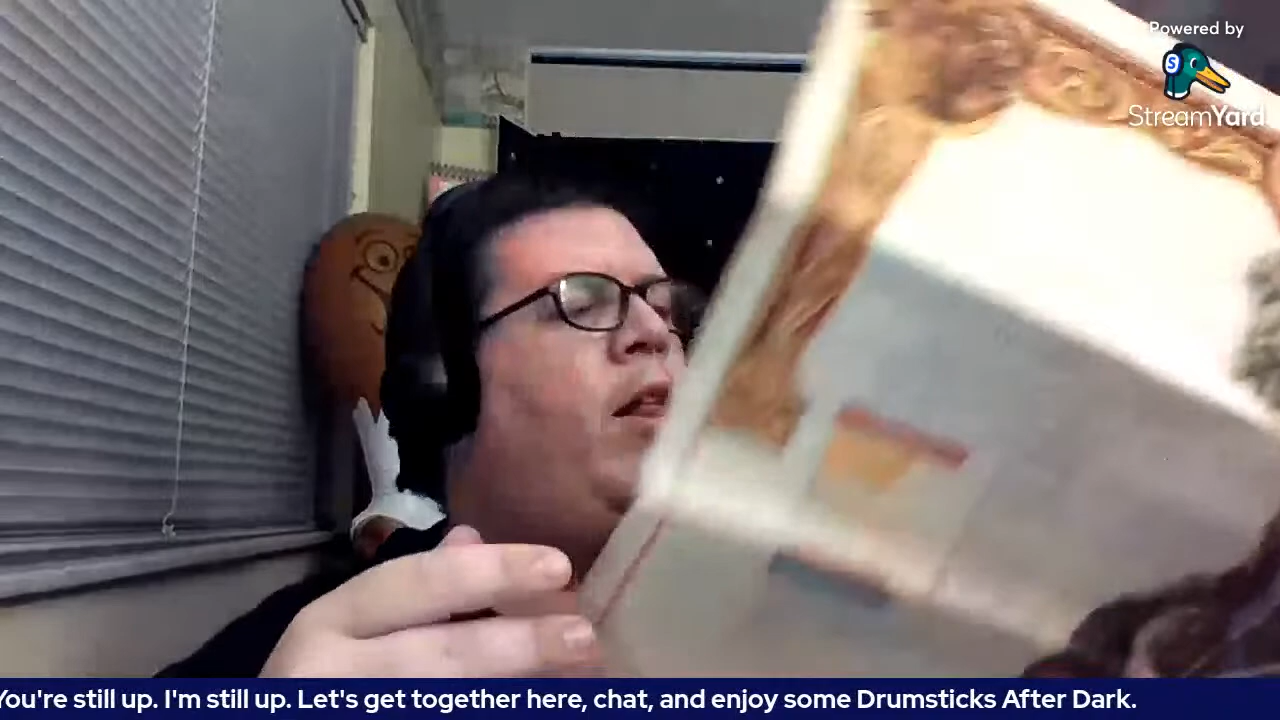 Powered by
S
StreamYard
You're still up. I'm still up. Let's get together here, chat, and enjoy some Drumsticks After Dark.